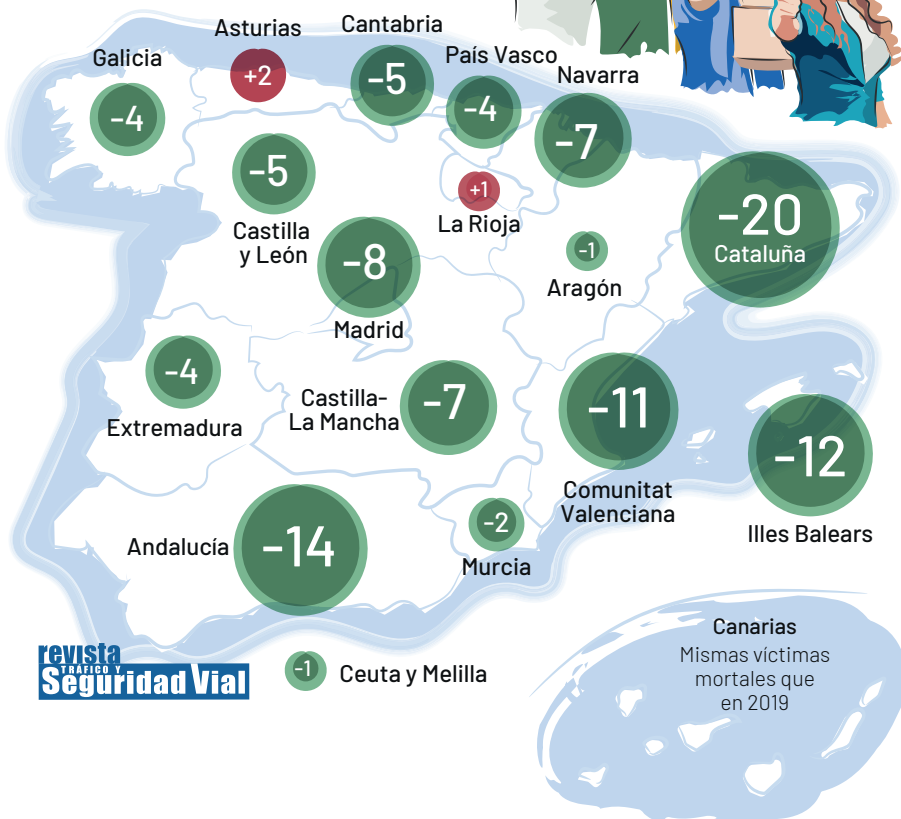 Asturias
+2
Cantabria
-5
Galicia
-4
País Vasco
-4
Navarra
-7
-5
Castilla
y León
+1
La Rioja
-20
Cataluña
-8
Madrid
-1
Aragón
-4
Extremadura
Castilla-
La Mancha
-7
-11
Comunitat
Valenciana
-12
Illes Balears
Andalucía
-14
-2
Murcia
Canarias
Mismas víctimas
mortales que
en 2019
revista
TRÁFICO Y
Seguridad Vial
-1
Ceuta y Melilla